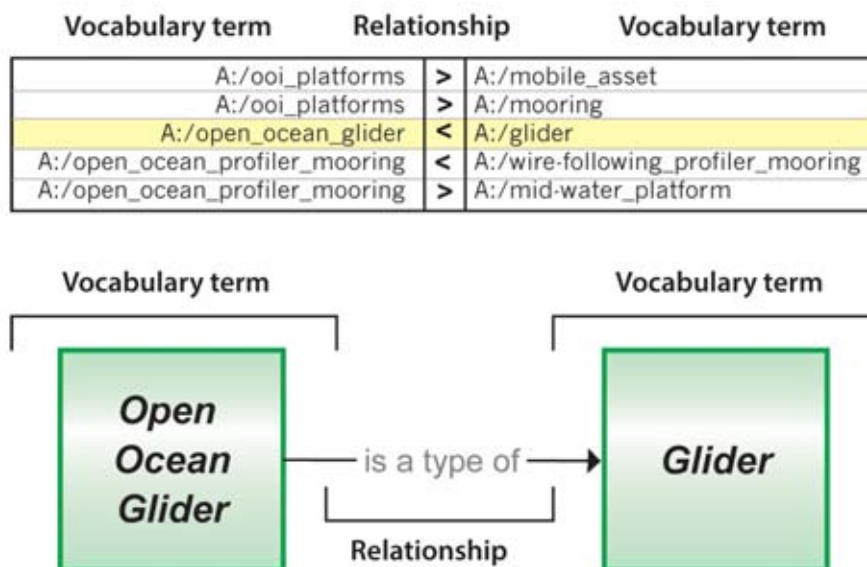 Vocabulary term Relationship Vocabulary term
A:/ooi_platforms > A:/mobile_asset
A:/ooi_platforms > A:/mooring
A:/open_ocean_glider < A:/glider
A:/open_ocean_profiler_mooring < A:/wire-following_profiler_mooring
A:/open_ocean_profiler_mooring > A:/mid-water_platform
Vocabulary term Vocabulary term
Open
Ocean
Glider
is a type of
Glider
Relationship